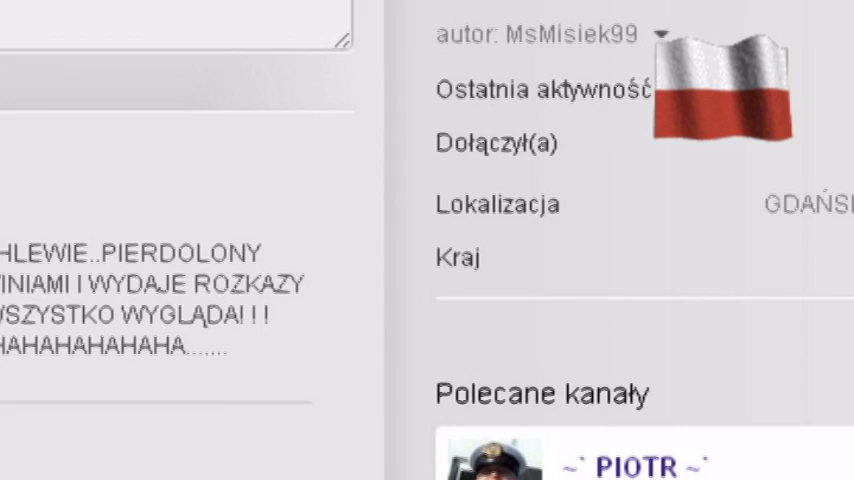 HLEWIE..PIERDOLONY
INIAMI I WYDAJE ROZKAZY
WSZYSTKO WYGLĄDA!!!
HAHAHAHAHAHA.......
autor: MsMisiek99
Ostatnia aktywność
Dołączył(a)
Lokalizacja GDAŃSK
Kraj
Polecane kanały
~` PIOTR ~`